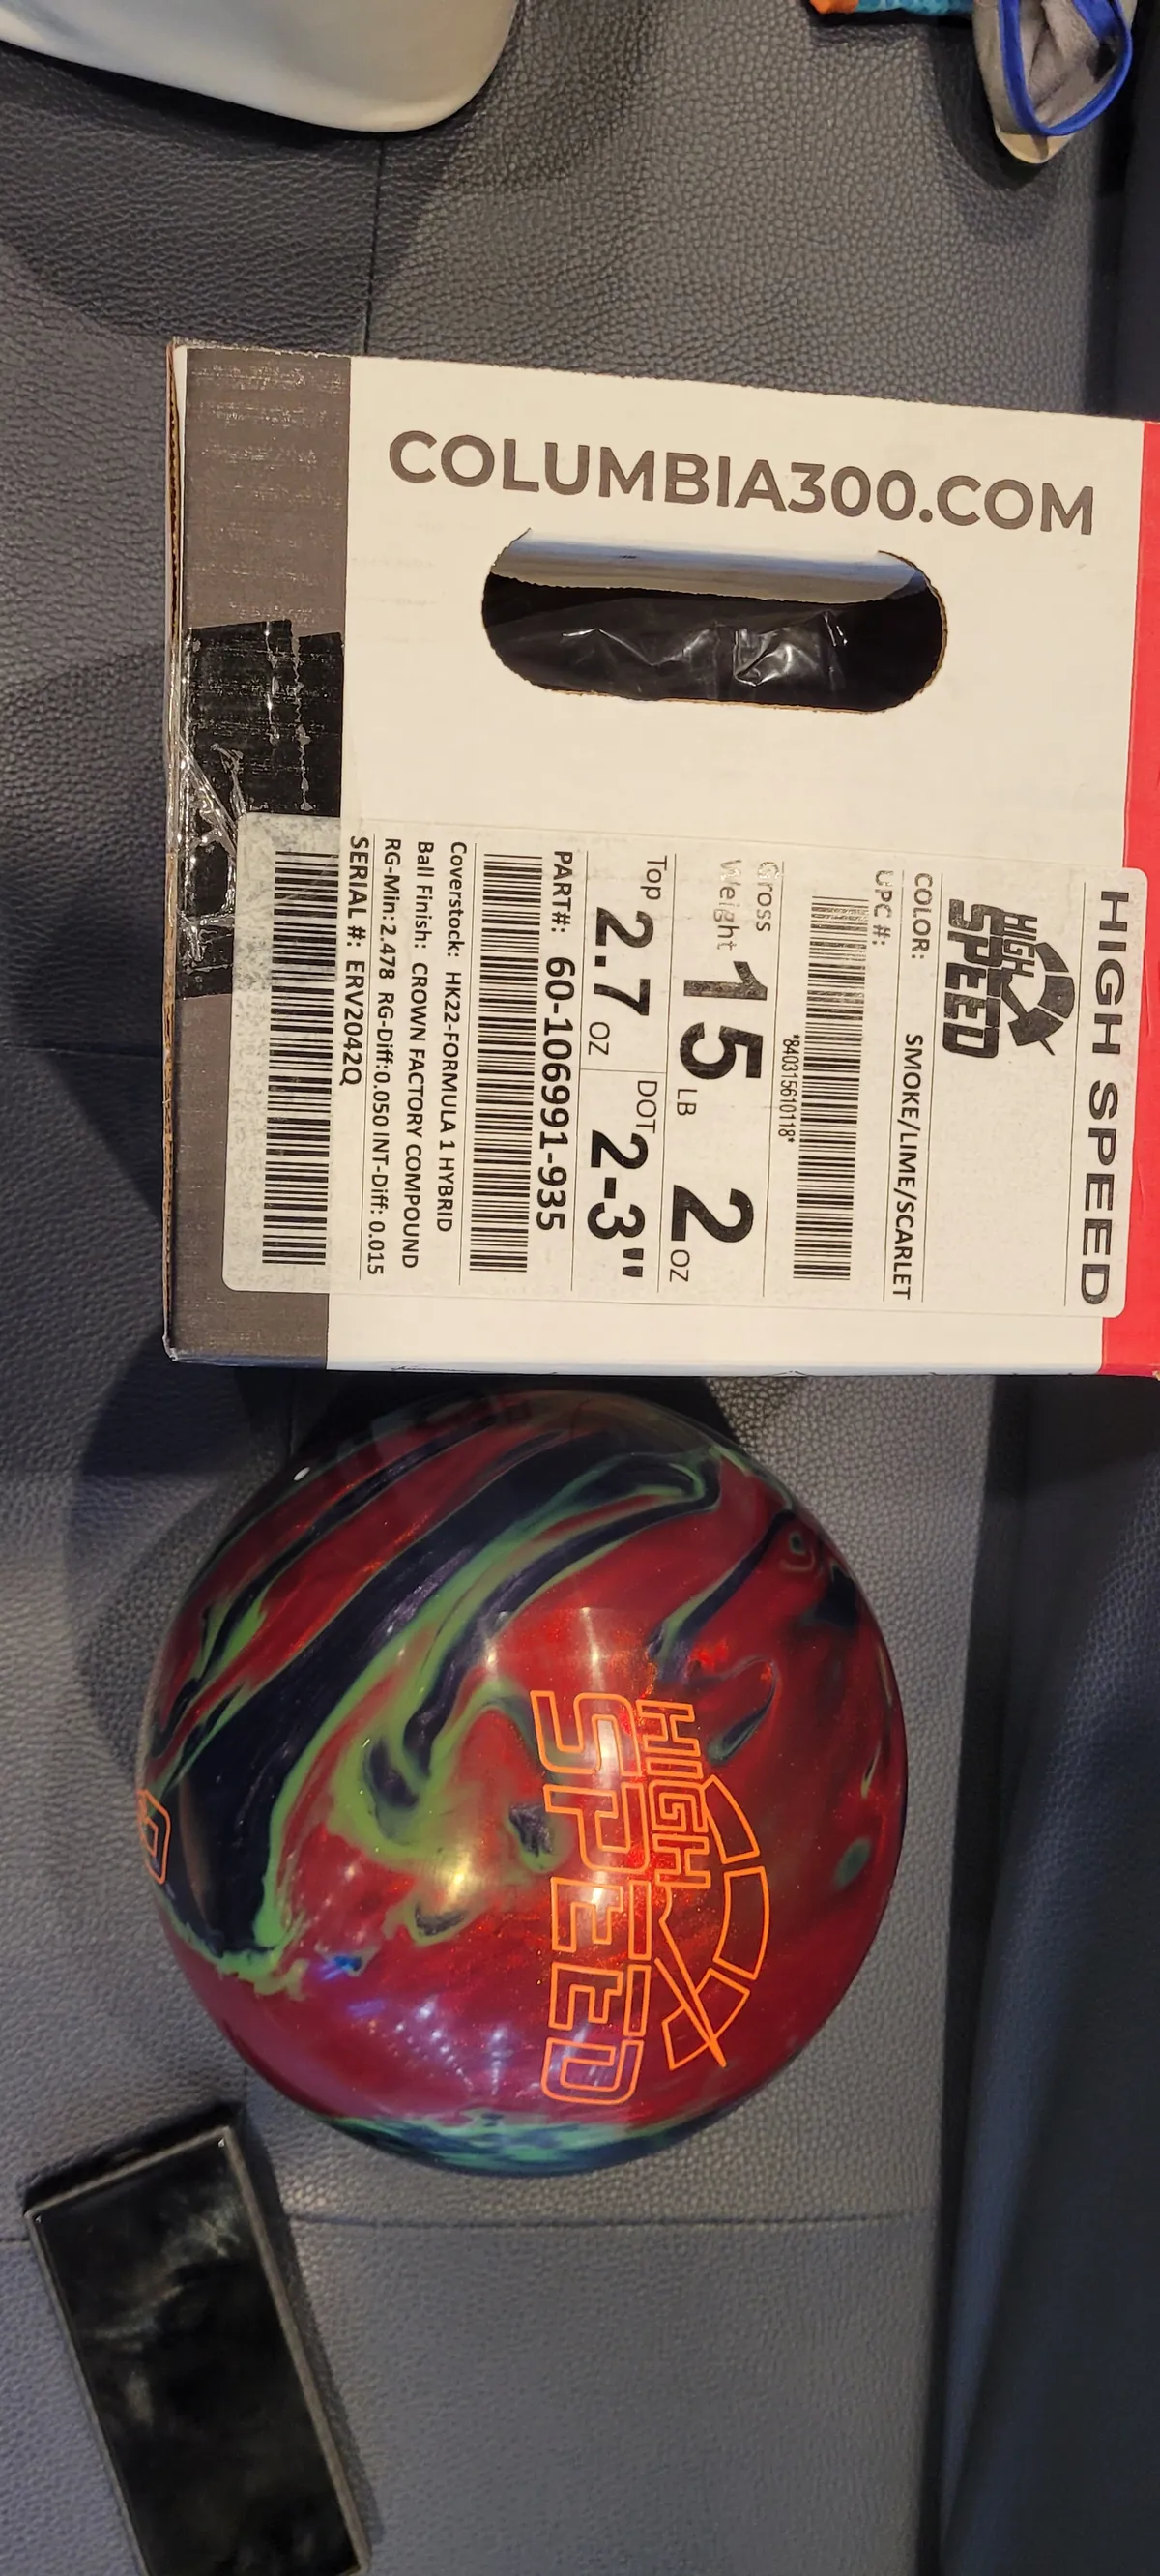 COLUMBIA300.COM
HIGH SPEED
HIGH
SPEED
COLOR: SMOKE/LIME/SCARLET
UPC #:
*840315610118*
Gross
Weight 15 LB 2 OZ
Top 2.7 OZ DOT 2-3"
PART#: 60-106991-935
Coverstock: HK22-FORMULA 1 HYBRID
Ball Finish: CROWN FACTORY COMPOUND
RG-Min: 2.478 RG-Diff:0.050 INT-Diff: 0.015
SERIAL #: ERV2042Q
HIGH
SPEED